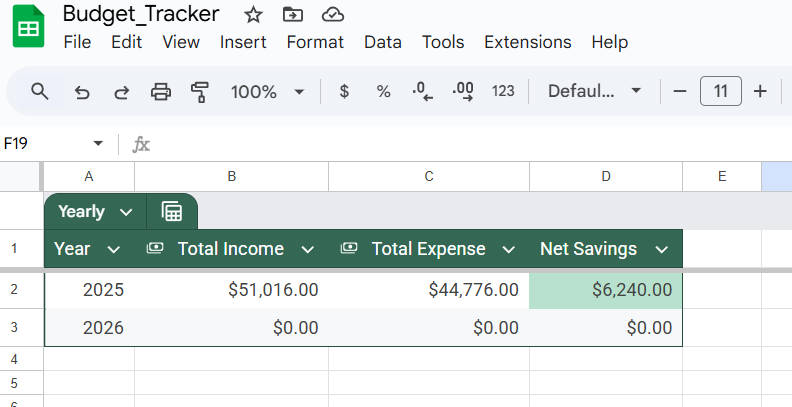 Budget_Tracker
File Edit View Insert Format Data Tools Extensions Help
100% $ % .0 .00 123 Defaul... − 11 +
F19 fx
A B C D E
Yearly
1 Year Total Income Total Expense Net Savings
2 2025 $51,016.00 $44,776.00 $6,240.00
3 2026 $0.00 $0.00 $0.00
4
5
6